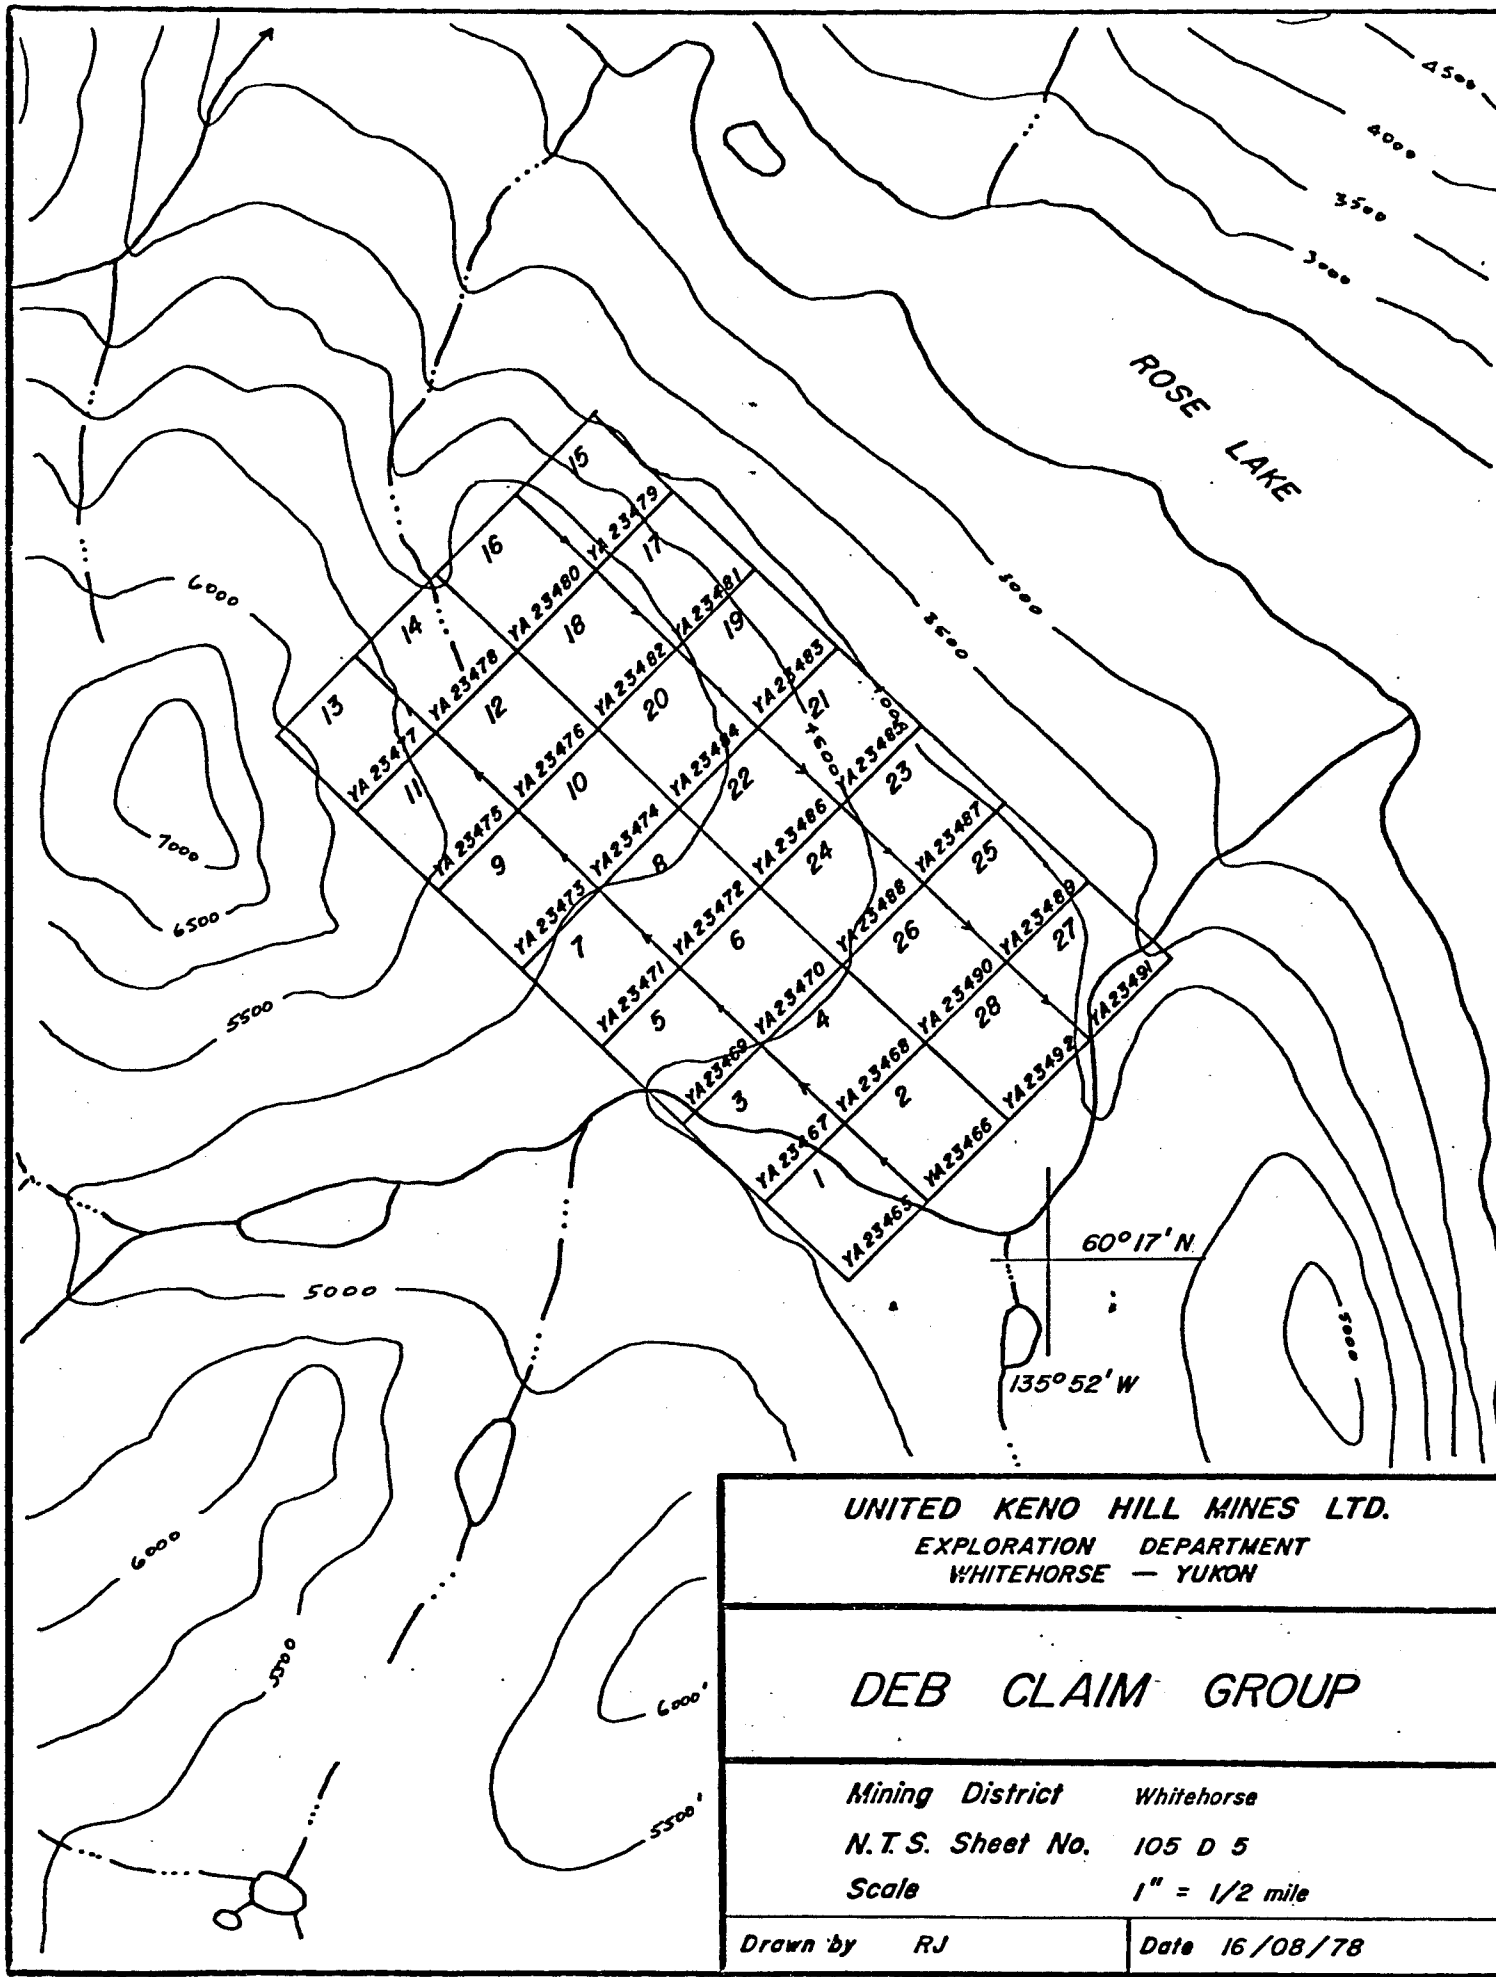 4500
4000
3500
3000
ROSE LAKE
15
YA 23479
16
17
YA 23480
YA 23481
6000
3000
3500
14
18
19
YA 23478
YA 23482
YA 23483
13
12
20
21
YA 23477
YA 23476
YA 23484
4500
YA 23485
11
10
22
23
7000
YA 23475
YA 23474
YA 23486
YA 23487
9
8
24
25
6500
YA 23473
YA 23472
YA 23488
YA 23489
7
6
26
27
5500
YA 23471
YA 23470
YA 23490
YA 23491
5
4
28
YA 23469
YA 23468
YA 23492
3
2
YA 23467
YA 23466
1
YA 23465
60° 17' N
5000
5000
135° 52' W
6000
5500
6000'
5500'
UNITED KENO HILL MINES LTD.
EXPLORATION DEPARTMENT
WHITEHORSE — YUKON
DEB CLAIM GROUP
Mining District Whitehorse
N.T.S. Sheet No. 105 D 5
Scale 1" = 1/2 mile
Drawn by RJ
Date 16/08/78